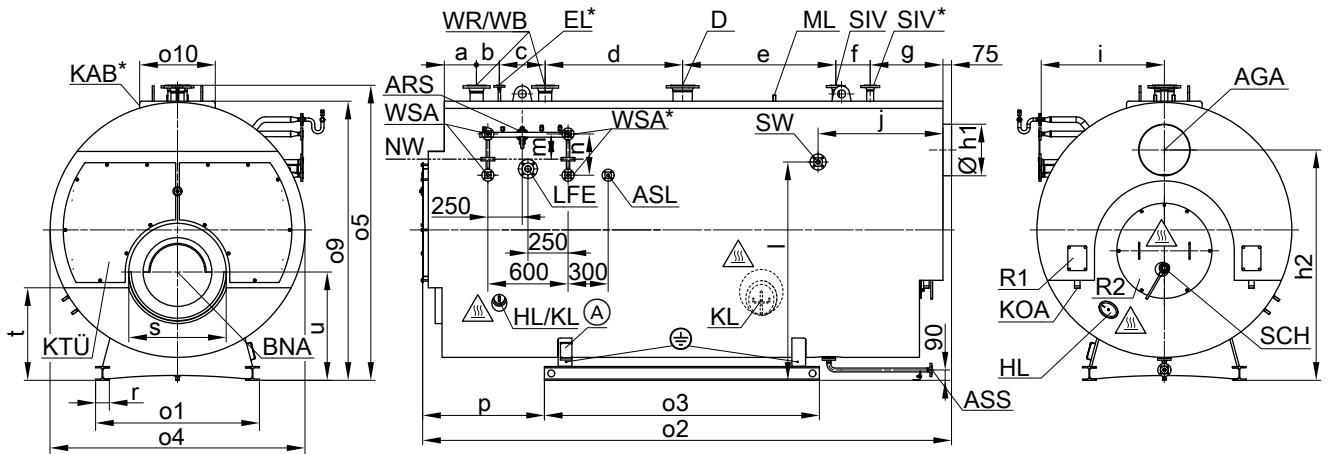 o10
KAB*
o9
o5
t
s
u
KTÜ
BNA
r
o1
o4
WR/WB
EL*
D
ML
SIV
SIV*
a
b
c
d
e
f
g
75
ARS
WSA
WSA*
NW
m
n
SW
j
Ø h1
LFE
ASL
250
250
600
300
l
HL/KL
A
KL
90
ASS
p
o3
o2
i
AGA
h2
R1
R2
KOA
SCH
HL